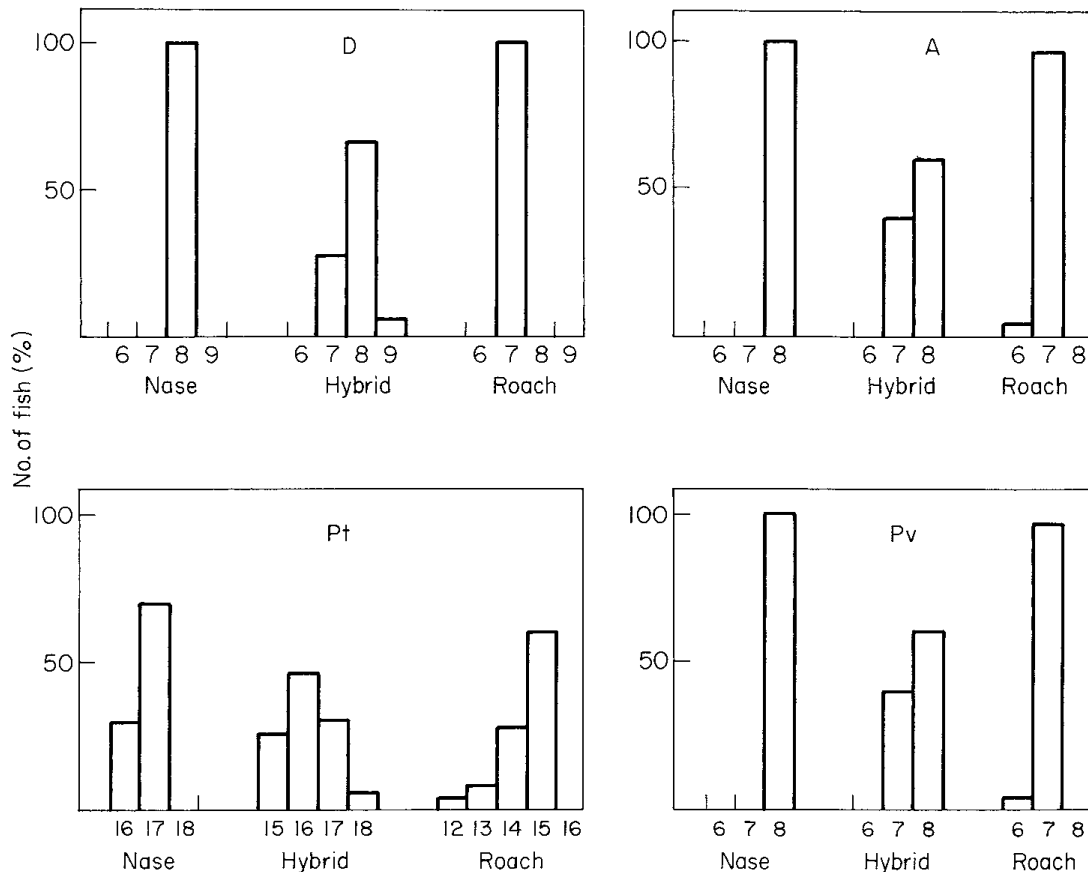 No. of fish (%)
100
50
D
6 7 8 9
6 7 8 9
6 7 8 9
Nase
Hybrid
Roach
100
50
A
6 7 8
6 7 8
6 7 8
Nase
Hybrid
Roach
100
50
Pt
16 17 18
15 16 17 18
12 13 14 15 16
Nase
Hybrid
Roach
100
50
Pv
6 7 8
6 7 8
6 7 8
Nase
Hybrid
Roach